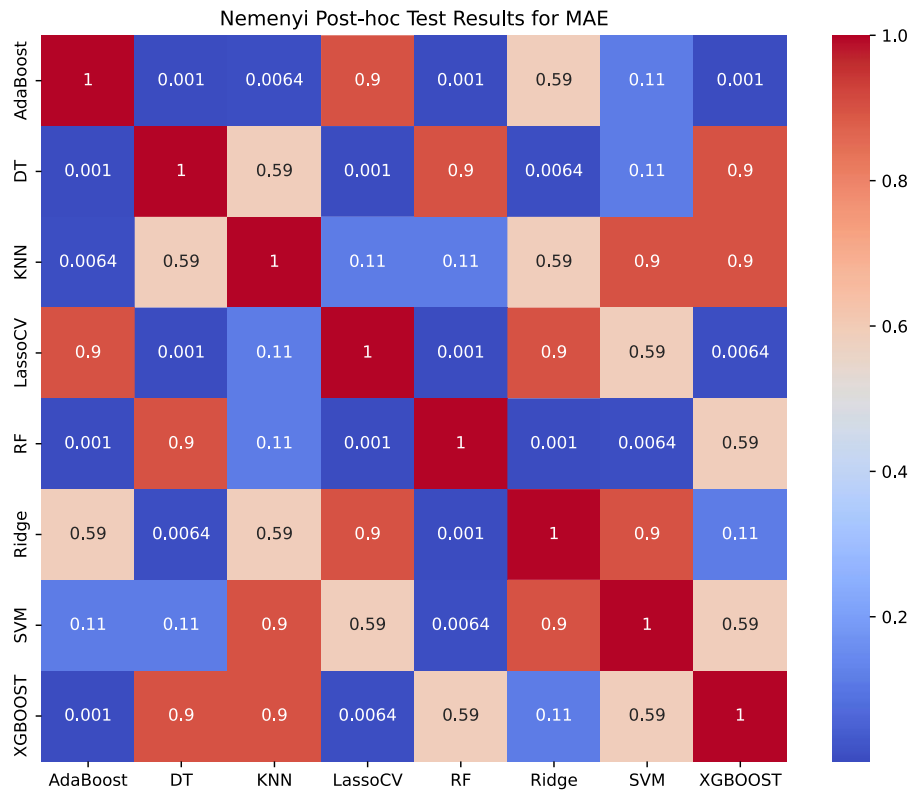 Nemenyi Post-hoc Test Results for MAE
AdaBoost 1 0.001 0.0064 0.9 0.001 0.59 0.11 0.001
DT 0.001 1 0.59 0.001 0.9 0.0064 0.11 0.9
KNN 0.0064 0.59 1 0.11 0.11 0.59 0.9 0.9
LassoCV 0.9 0.001 0.11 1 0.001 0.9 0.59 0.0064
RF 0.001 0.9 0.11 0.001 1 0.001 0.0064 0.59
Ridge 0.59 0.0064 0.59 0.9 0.001 1 0.9 0.11
SVM 0.11 0.11 0.9 0.59 0.0064 0.9 1 0.59
XGBOOST 0.001 0.9 0.9 0.0064 0.59 0.11 0.59 1
AdaBoost DT KNN LassoCV RF Ridge SVM XGBOOST
1.0
0.8
0.6
0.4
0.2